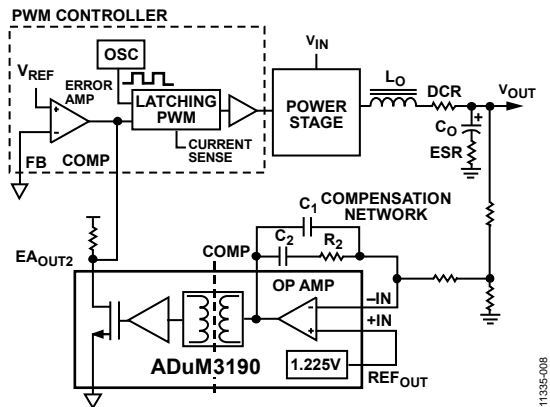 PWM CONTROLLER
OSC
VIN
VREF
ERROR
AMP
LATCHING
PWM
POWER
STAGE
LO
DCR
VOUT
CO
ESR
CURRENT
SENSE
FB
COMP
COMPENSATION
NETWORK
C1
C2
R2
EAOUT2
COMP
OP AMP
–IN
+IN
ADuM3190
1.225V
REFOUT
11335-008